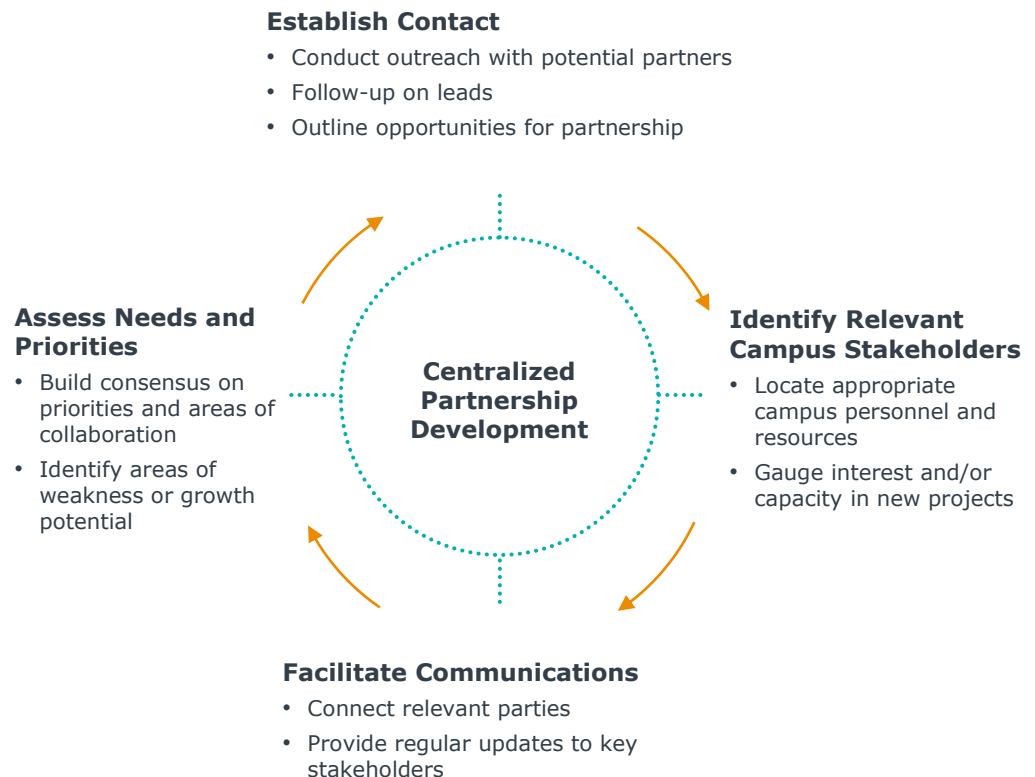 Establish Contact
• Conduct outreach with potential partners
• Follow-up on leads
• Outline opportunities for partnership
Assess Needs and
Priorities
• Build consensus on
priorities and areas of
collaboration
• Identify areas of
weakness or growth
potential
Centralized
Partnership
Development
Identify Relevant
Campus Stakeholders
• Locate appropriate
campus personnel and
resources
• Gauge interest and/or
capacity in new projects
Facilitate Communications
• Connect relevant parties
• Provide regular updates to key
stakeholders